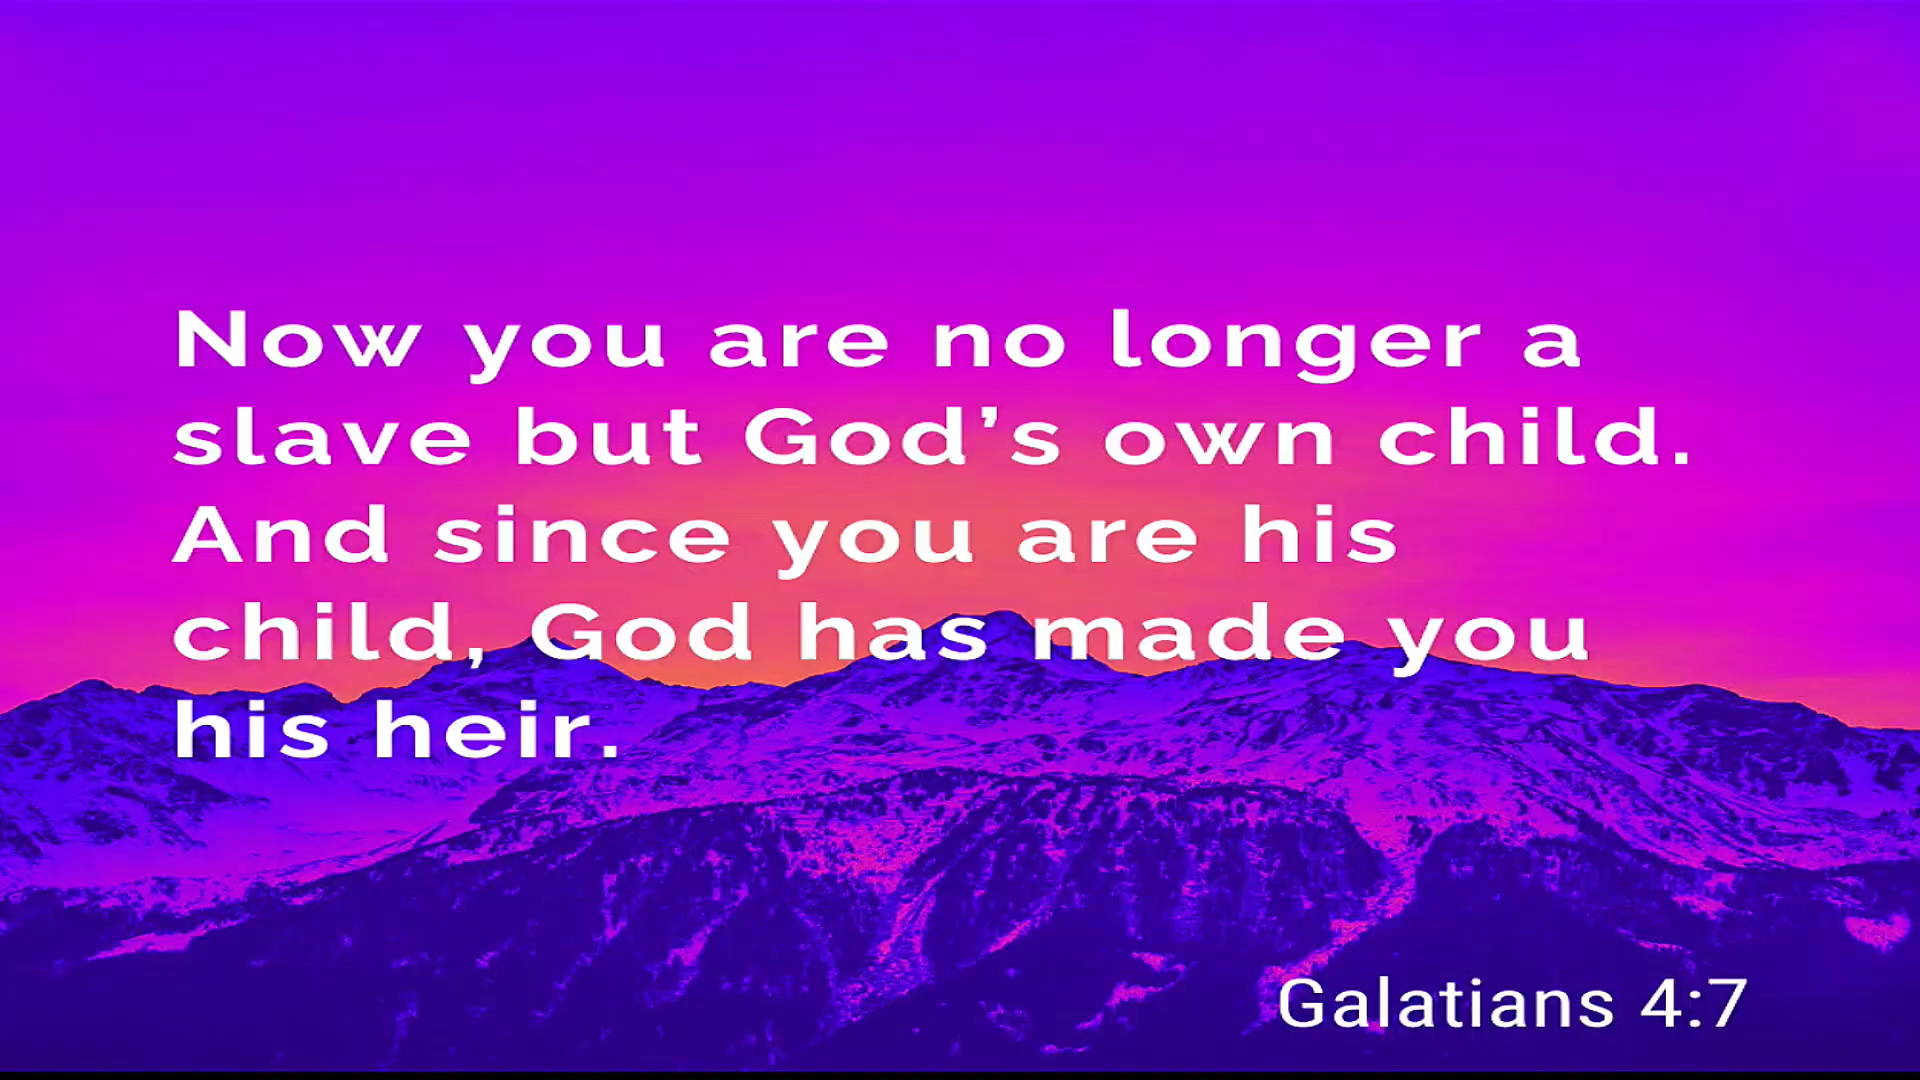 Now you are no longer a
slave but God’s own child.
And since you are his
child, God has made you
his heir.
Galatians 4:7